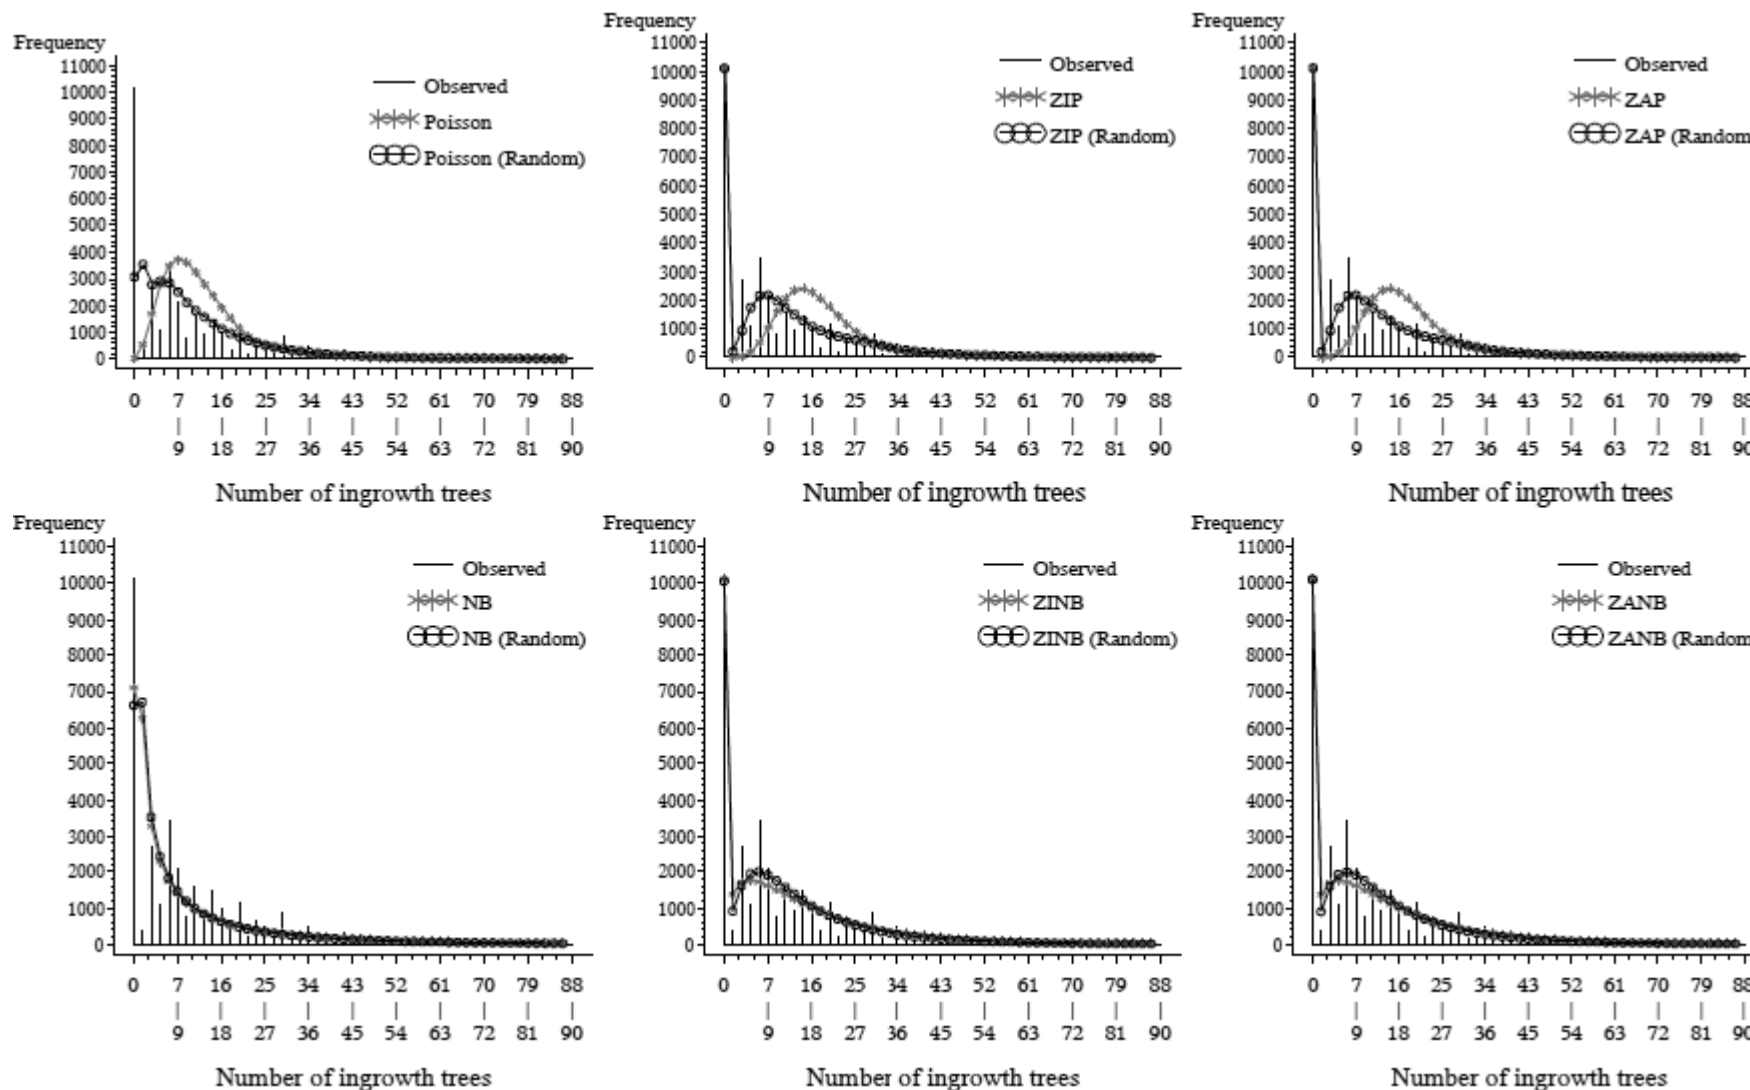 Frequency
11000
10000
9000
8000
7000
6000
5000
4000
3000
2000
1000
0
Observed
Poisson
Poisson (Random)
0 7 16 25 34 43 52 61 70 79 88
| | | | | | | | | |
9 18 27 36 45 54 63 72 81 90
Number of ingrowth trees
Frequency
11000
10000
9000
8000
7000
6000
5000
4000
3000
2000
1000
0
Observed
ZIP
ZIP (Random)
0 7 16 25 34 43 52 61 70 79 88
| | | | | | | | | |
9 18 27 36 45 54 63 72 81 90
Number of ingrowth trees
Frequency
11000
10000
9000
8000
7000
6000
5000
4000
3000
2000
1000
0
Observed
ZAP
ZAP (Random
0 7 16 25 34 43 52 61 70 79 88
| | | | | | | | | |
9 18 27 36 45 54 63 72 81 90
Number of ingrowth trees
Frequency
11000
10000
9000
8000
7000
6000
5000
4000
3000
2000
1000
0
Observed
NB
NB (Random)
0 7 16 25 34 43 52 61 70 79 88
| | | | | | | | | |
9 18 27 36 45 54 63 72 81 90
Number of ingrowth trees
Frequency
11000
10000
9000
8000
7000
6000
5000
4000
3000
2000
1000
0
Observed
ZINB
ZINB (Random)
0 7 16 25 34 43 52 61 70 79 88
| | | | | | | | | |
9 18 27 36 45 54 63 72 81 90
Number of ingrowth trees
Frequency
11000
10000
9000
8000
7000
6000
5000
4000
3000
2000
1000
0
Observed
ZANB
ZANB (Random
0 7 16 25 34 43 52 61 70 79 88
| | | | | | | | | |
9 18 27 36 45 54 63 72 81 90
Number of ingrowth trees